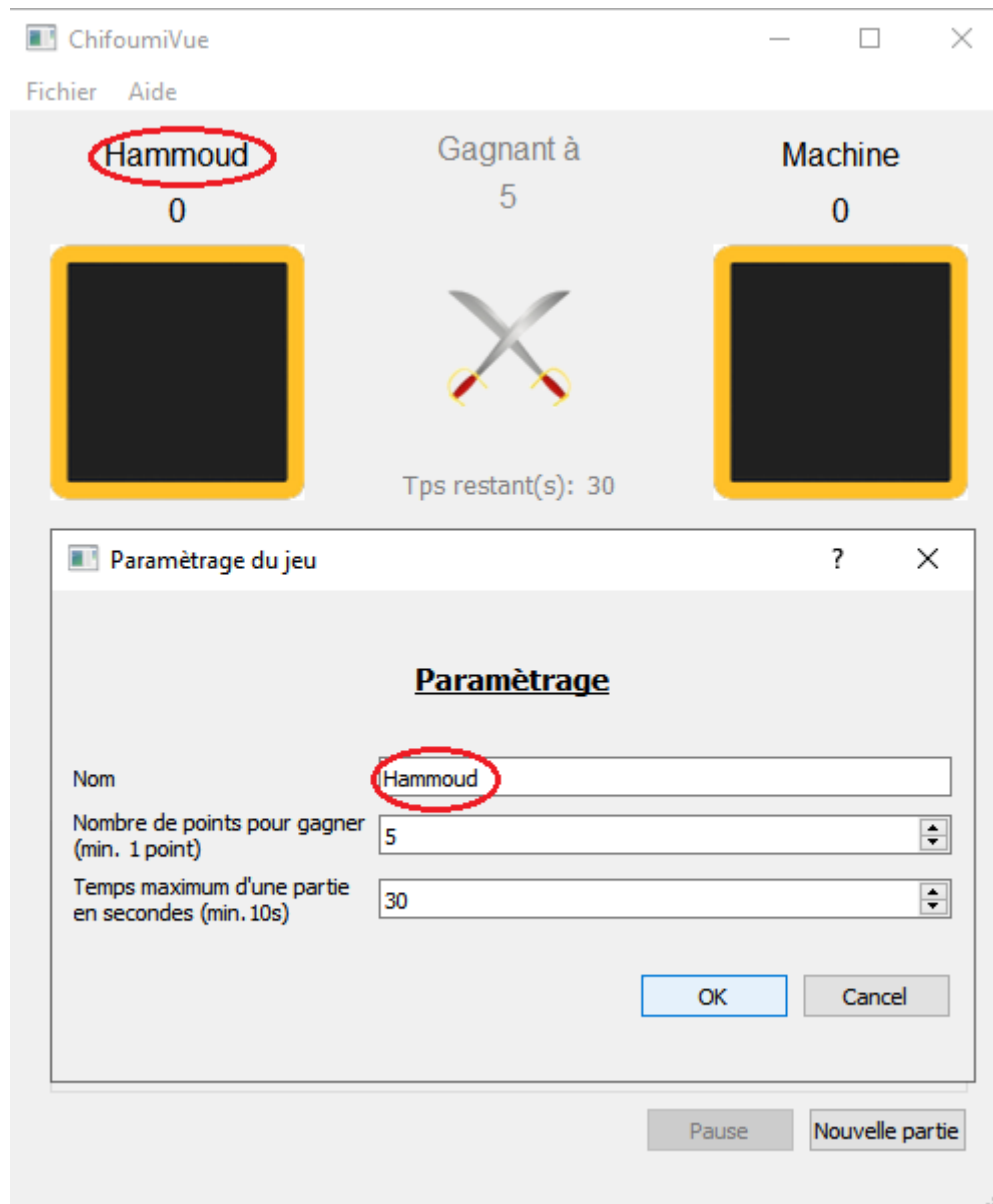 ChifoumiVue
Fichier Aide
Hammoud Gagnant à Machine
0 5 0
Tps restant(s): 30
Paramètrage du jeu ?
Paramètrage
Nom Hammoud
Nombre de points pour gagner
(min. 1 point) 5
Temps maximum d'une partie
en secondes (min. 10s) 30
OK Cancel
Pause Nouvelle partie